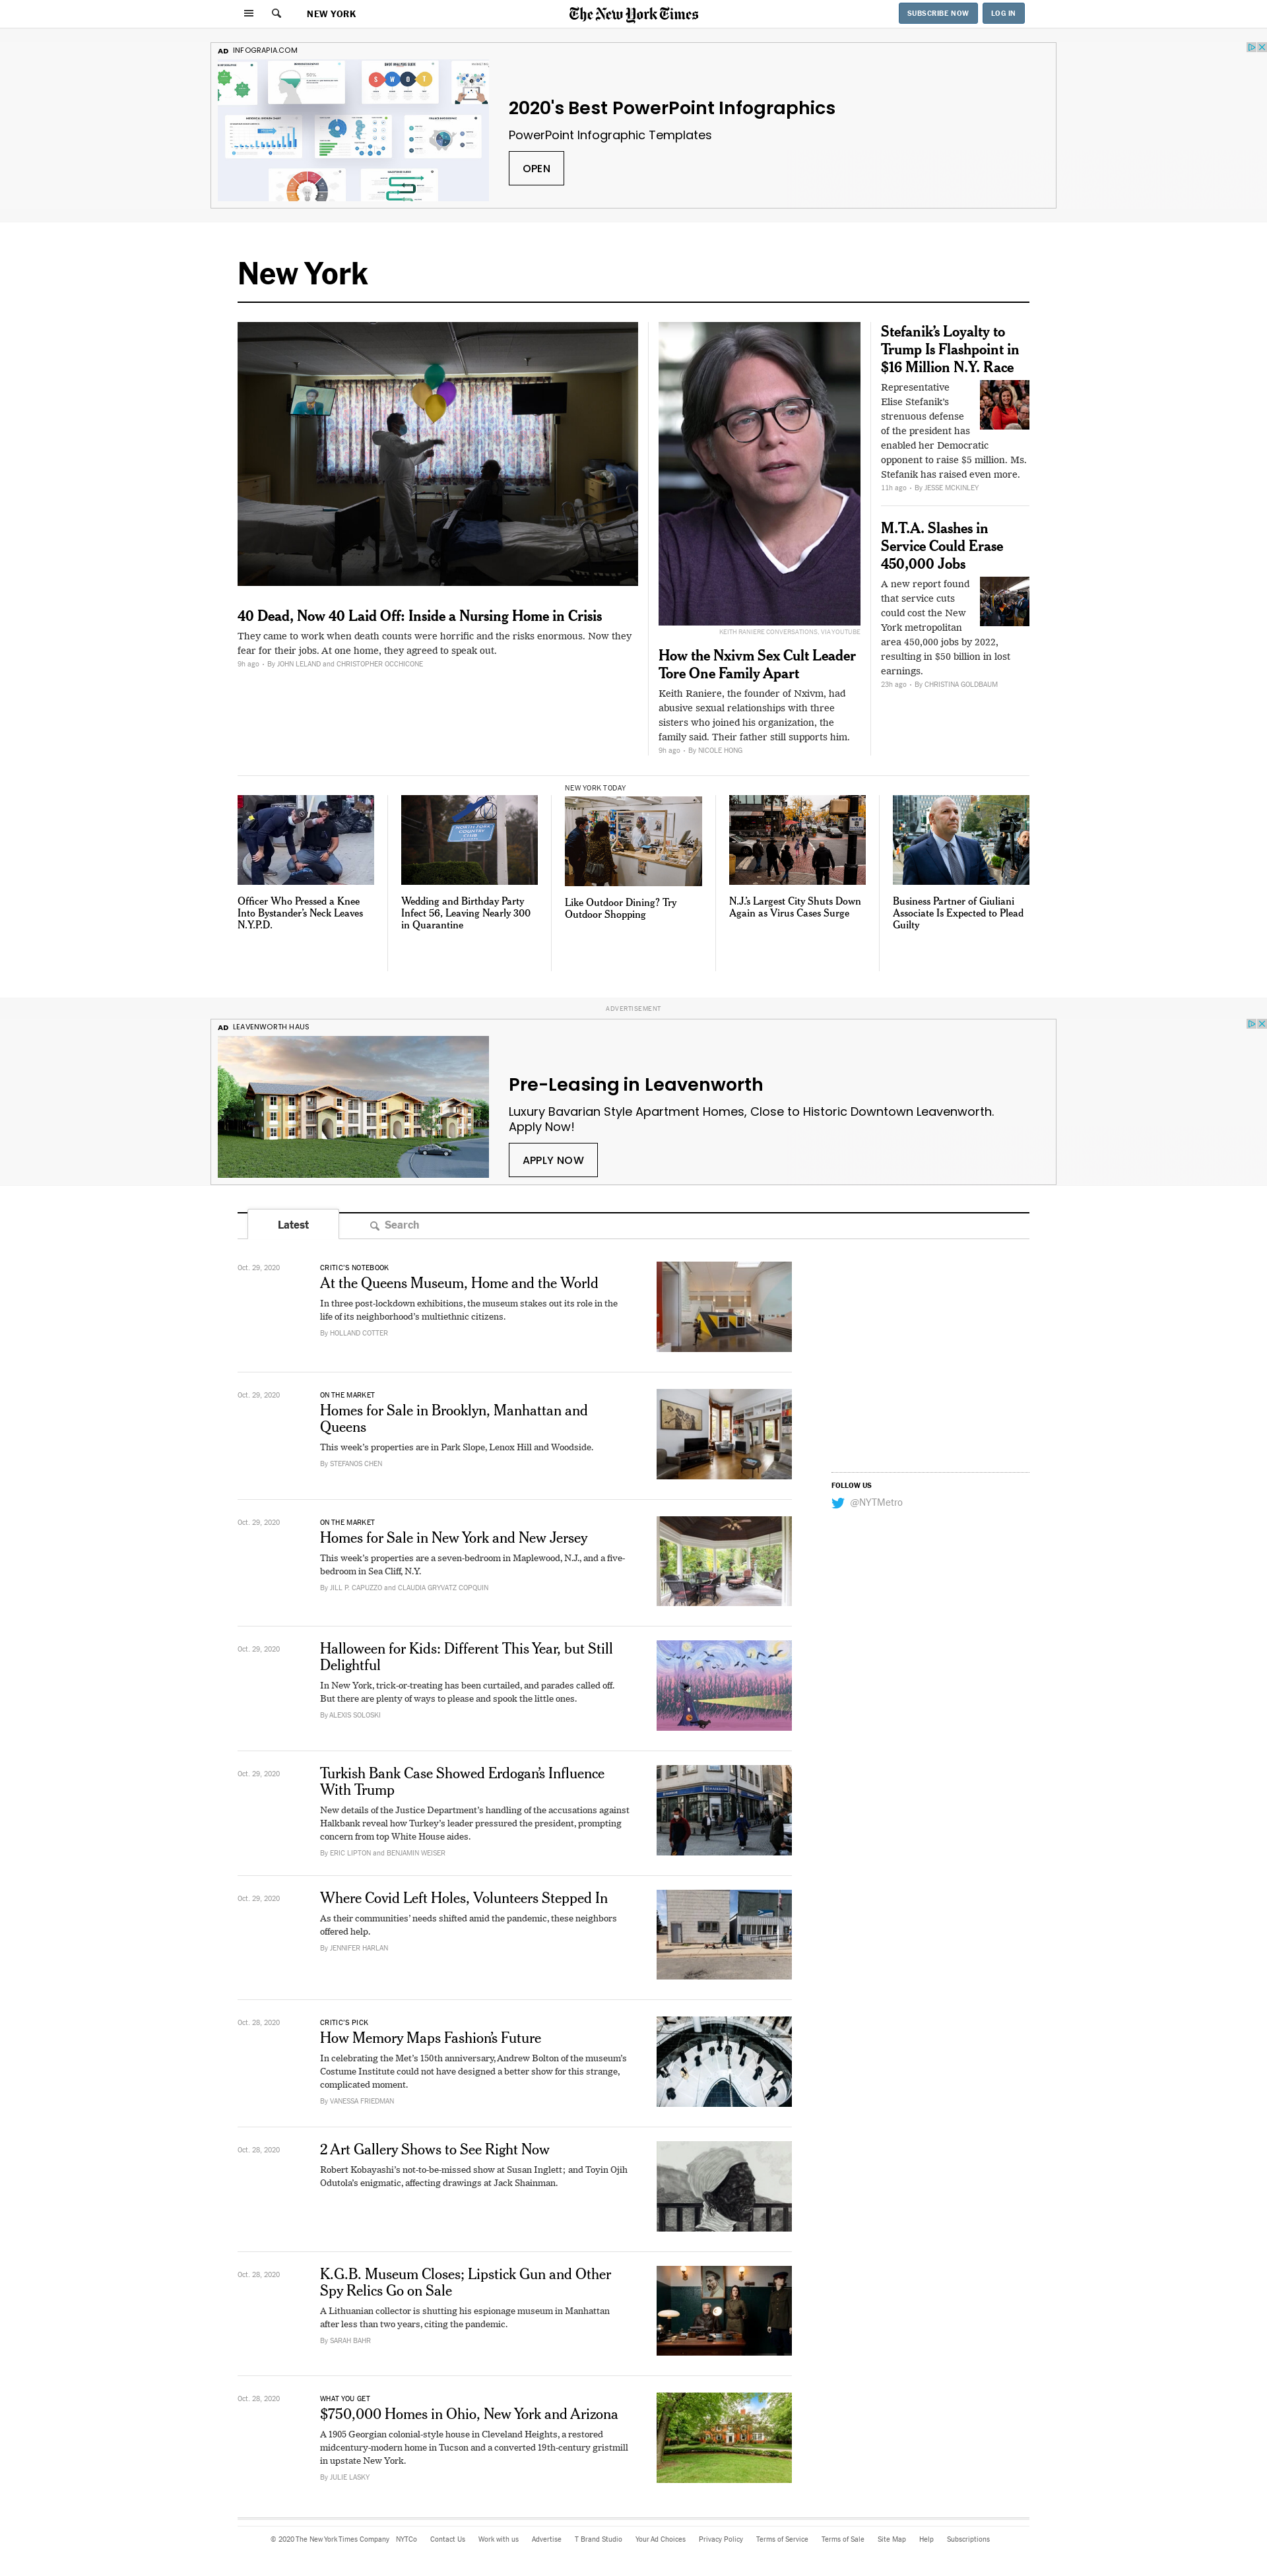 NEW YORK
The New York Times
SUBSCRIBE NOW
LOG IN
AD INFOGRAPIA.COM
S W O T
2020's Best PowerPoint Infographics
PowerPoint Infographic Templates
OPEN
New York
40 Dead, Now 40 Laid Off: Inside a Nursing Home in Crisis
They came to work when death counts were horrific and the risks enormous. Now they
fear for their jobs. At one home, they agreed to speak out.
9h ago • By JOHN LELAND and CHRISTOPHER OCCHICONE
KEITH RANIERE CONVERSATIONS, VIA YOUTUBE
How the Nxivm Sex Cult Leader
Tore One Family Apart
Keith Raniere, the founder of Nxivm, had
abusive sexual relationships with three
sisters who joined his organization, the
family said. Their father still supports him.
9h ago • By NICOLE HONG
Stefanik's Loyalty to
Trump Is Flashpoint in
$16 Million N.Y. Race
Representative
Elise Stefanik's
strenuous defense
of the president has
enabled her Democratic
opponent to raise $5 million. Ms.
Stefanik has raised even more.
11h ago • By JESSE MCKINLEY
M.T.A. Slashes in
Service Could Erase
450,000 Jobs
A new report found
that service cuts
could cost the New
York metropolitan
area 450,000 jobs by 2022,
resulting in $50 billion in lost
earnings.
23h ago • By CHRISTINA GOLDBAUM
Officer Who Pressed a Knee
Into Bystander's Neck Leaves
N.Y.P.D.
NORTH FORK
COUNTRY
CLUB
Wedding and Birthday Party
Infect 56, Leaving Nearly 300
in Quarantine
NEW YORK TODAY
Like Outdoor Dining? Try
Outdoor Shopping
N.J.'s Largest City Shuts Down
Again as Virus Cases Surge
Business Partner of Giuliani
Associate Is Expected to Plead
Guilty
ADVERTISEMENT
AD LEAVENWORTH HAUS
Pre-Leasing in Leavenworth
Luxury Bavarian Style Apartment Homes, Close to Historic Downtown Leavenworth.
Apply Now!
APPLY NOW
Latest
Search
Oct. 29, 2020
CRITIC'S NOTEBOOK
At the Queens Museum, Home and the World
In three post-lockdown exhibitions, the museum stakes out its role in the
life of its neighborhood's multiethnic citizens.
By HOLLAND COTTER
Oct. 29, 2020
ON THE MARKET
Homes for Sale in Brooklyn, Manhattan and
Queens
This week's properties are in Park Slope, Lenox Hill and Woodside.
By STEFANOS CHEN
FOLLOW US
@NYTMetro
Oct. 29, 2020
ON THE MARKET
Homes for Sale in New York and New Jersey
This week's properties are a seven-bedroom in Maplewood, N.J., and a five-
bedroom in Sea Cliff, N.Y.
By JILL P. CAPUZZO and CLAUDIA GRYVATZ COPQUIN
Oct. 29, 2020
Halloween for Kids: Different This Year, but Still
Delightful
In New York, trick-or-treating has been curtailed, and parades called off.
But there are plenty of ways to please and spook the little ones.
By ALEXIS SOLOSKI
Oct. 29, 2020
Turkish Bank Case Showed Erdogan's Influence
With Trump
New details of the Justice Department's handling of the accusations against
Halkbank reveal how Turkey's leader pressured the president, prompting
concern from top White House aides.
By ERIC LIPTON and BENJAMIN WEISER
Oct. 29, 2020
Where Covid Left Holes, Volunteers Stepped In
As their communities' needs shifted amid the pandemic, these neighbors
offered help.
By JENNIFER HARLAN
Oct. 28, 2020
CRITIC'S PICK
How Memory Maps Fashion's Future
In celebrating the Met's 150th anniversary, Andrew Bolton of the museum's
Costume Institute could not have designed a better show for this strange,
complicated moment.
By VANESSA FRIEDMAN
Oct. 28, 2020
2 Art Gallery Shows to See Right Now
Robert Kobayashi's not-to-be-missed show at Susan Inglett; and Toyin Ojih
Odutola's enigmatic, affecting drawings at Jack Shainman.
Oct. 28, 2020
K.G.B. Museum Closes; Lipstick Gun and Other
Spy Relics Go on Sale
A Lithuanian collector is shutting his espionage museum in Manhattan
after less than two years, citing the pandemic.
By SARAH BAHR
Oct. 28, 2020
WHAT YOU GET
$750,000 Homes in Ohio, New York and Arizona
A 1905 Georgian colonial-style house in Cleveland Heights, a restored
midcentury-modern home in Tucson and a converted 19th-century gristmill
in upstate New York.
By JULIE LASKY
© 2020 The New York Times Company NYTCo Contact Us Work with us Advertise T Brand Studio Your Ad Choices Privacy Policy Terms of Service Terms of Sale Site Map Help Subscriptions